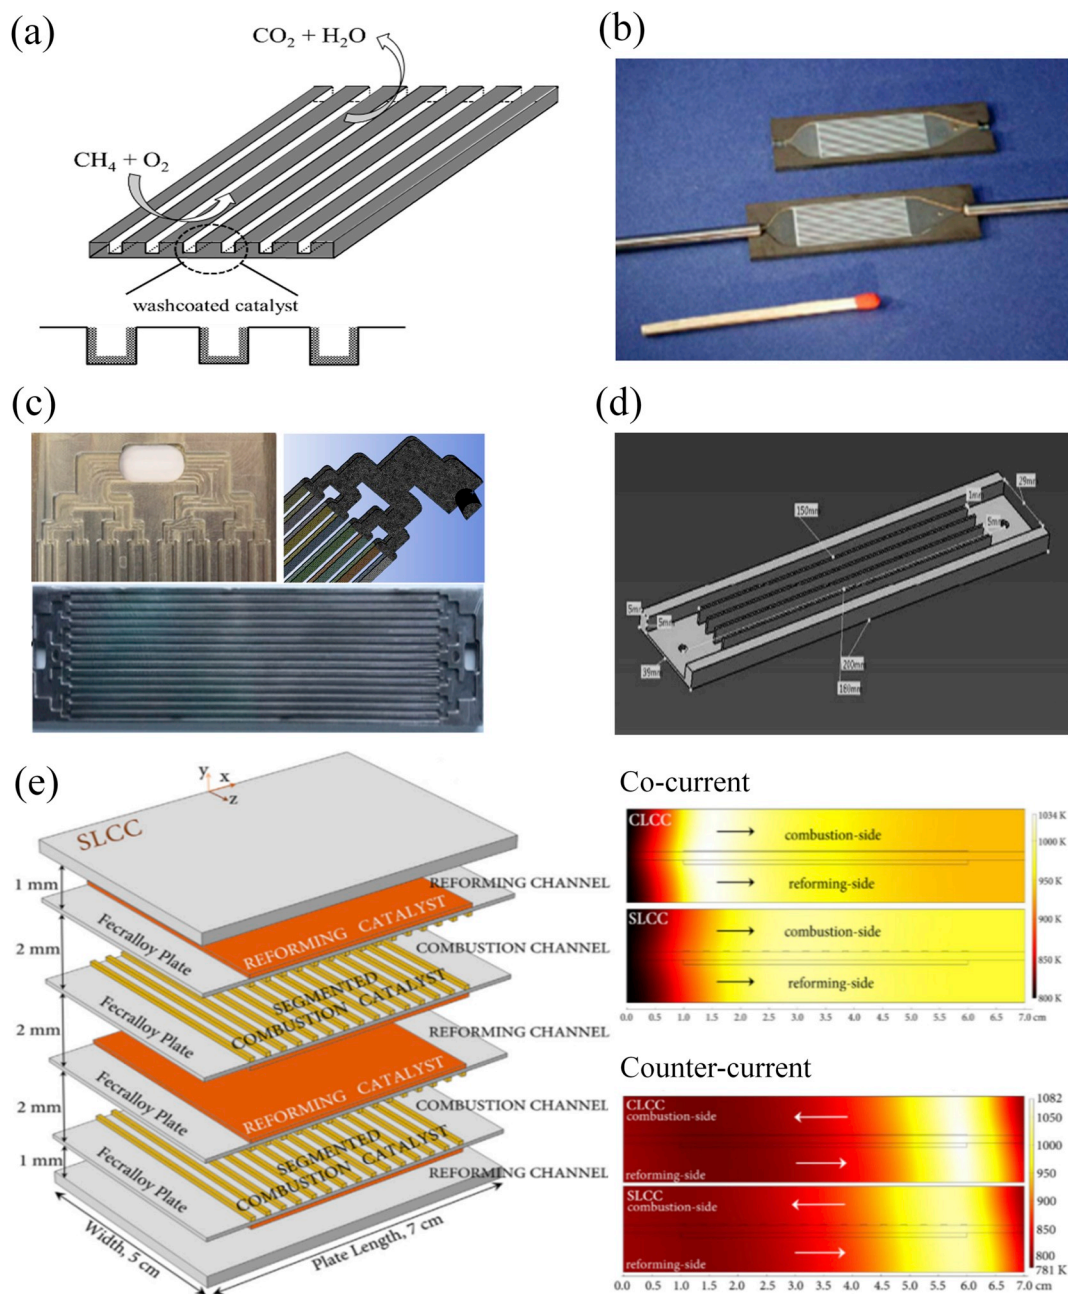 (a)
CO2 + H2O
CH4 + O2
washcoated catalyst
(b)
(c)
(d)
150mm
1mm
29mm
5mm
5mm
5mm
39mm
200mm
180mm
(e)
y
x
z
SLCC
1 mm
2 mm
2 mm
2 mm
1 mm
REFORMING CHANNEL
REFORMING CATALYST
Fecralloy Plate
COMBUSTION CHANNEL
SEGMENTED
COMBUSTION CATALYST
Fecralloy Plate
REFORMING CHANNEL
REFORMING CATALYST
Fecralloy Plate
COMBUSTION CHANNEL
SEGMENTED
COMBUSTION CATALYST
Fecralloy Plate
REFORMING CHANNEL
Width, 5 cm
Plate Length, 7 cm
Co-current
CLCC
combustion-side
reforming-side
SLCC
combustion-side
reforming-side
1034 K
1000 K
950 K
900 K
850 K
800 K
0.0 0.5 1.0 1.5 2.0 2.5 3.0 3.5 4.0 4.5 5.0 5.5 6.0 6.5 7.0 cm
Counter-current
CLCC
combustion-side
reforming-side
SLCC
combustion-side
reforming-side
1082
1050
1000
950
900
850
800
781 K
0.0 0.5 1.0 1.5 2.0 2.5 3.0 3.5 4.0 4.5 5.0 5.5 6.0 6.5 7.0 cm